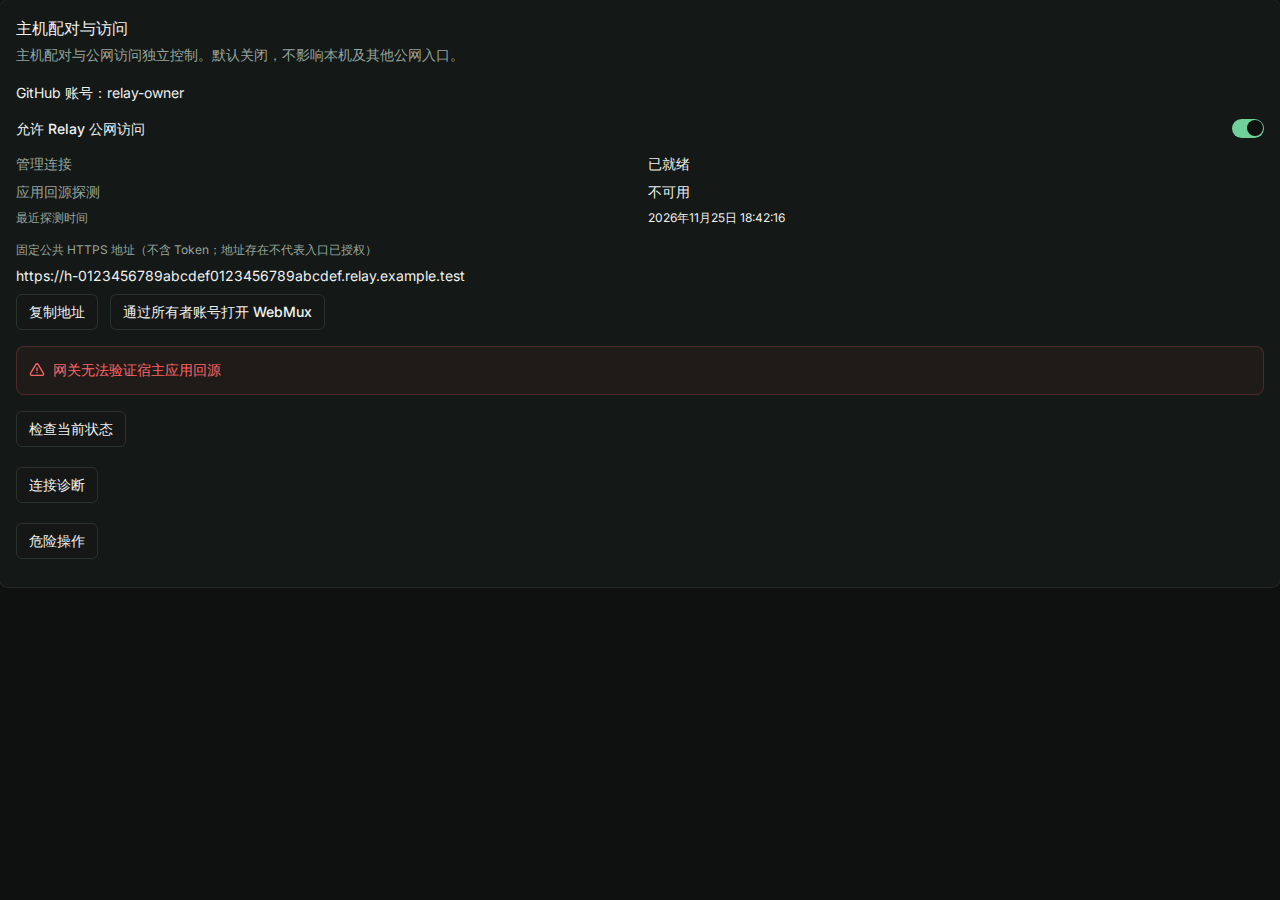 主机配对与访问
主机配对与公网访问独立控制。默认关闭，不影响本机及其他公网入口。
GitHub 账号：relay-owner
允许 Relay 公网访问
管理连接 已就绪
应用回源探测 不可用
最近探测时间 2026年11月25日 18:42:16
固定公共 HTTPS 地址（不含 Token；地址存在不代表入口已授权）
https://h-0123456789abcdef0123456789abcdef.relay.example.test
复制地址 通过所有者账号打开 WebMux
网关无法验证宿主应用回源
检查当前状态
连接诊断
危险操作